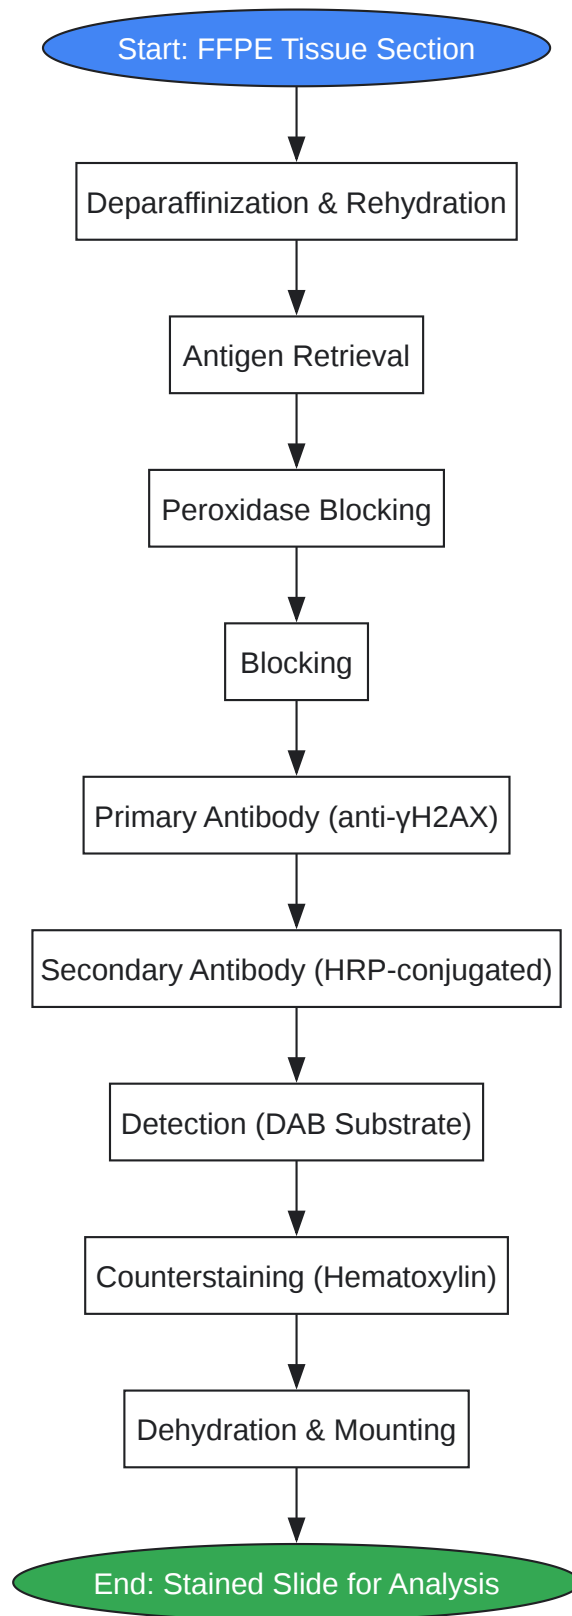 Start: FFPE Tissue Section
Deparaffinization & Rehydration
Antigen Retrieval
Peroxidase Blocking
Blocking
Primary Antibody (anti-γH2AX)
Secondary Antibody (HRP-conjugated)
Detection (DAB Substrate)
Counterstaining (Hematoxylin)
Dehydration & Mounting
End: Stained Slide for Analysis